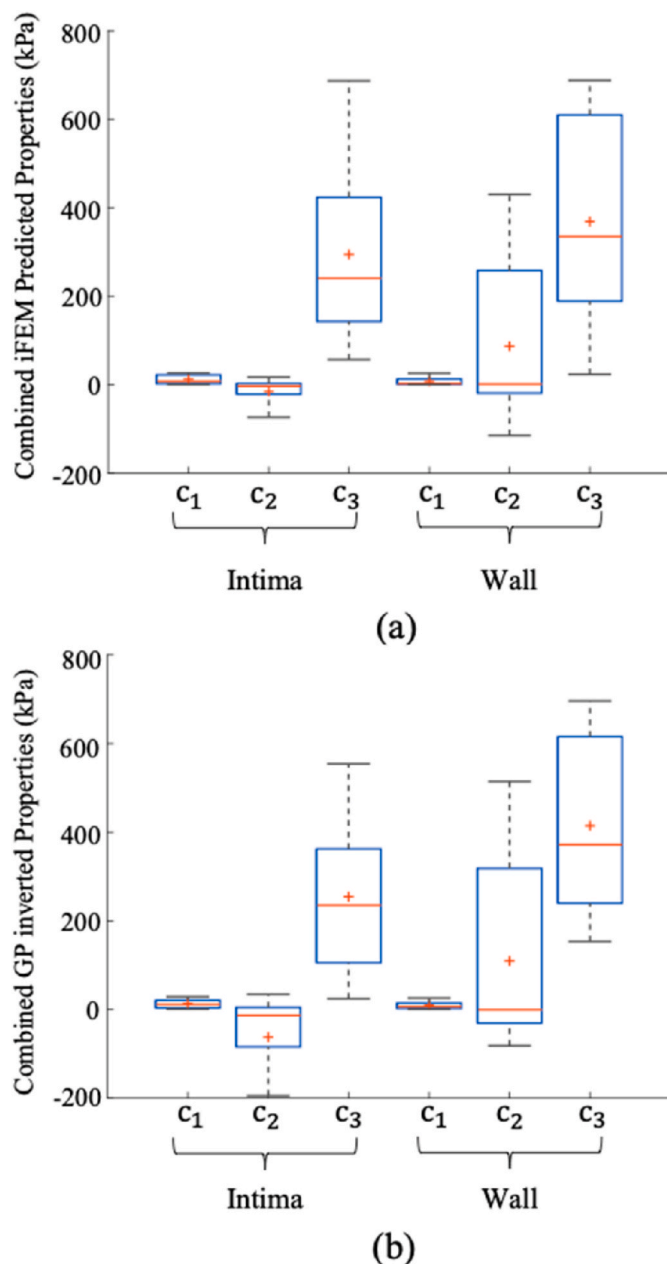 Combined iFEM Predicted Properties (kPa)
800
600
400
200
0
-200
c₁ c₂ c₃ c₁ c₂ c₃
Intima Wall
(a)
Combined GP inverted Properties (kPa)
800
600
400
200
0
-200
c₁ c₂ c₃ c₁ c₂ c₃
Intima Wall
(b)